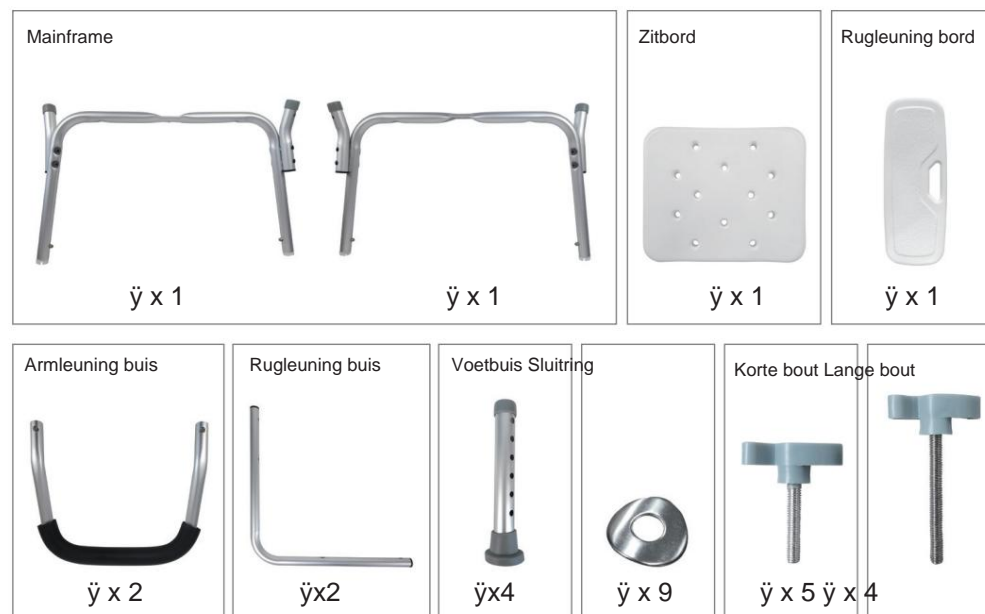 Mainframe
Zitbord
Rugleuning bord
ÿ x 1
ÿ x 1
ÿ x 1
ÿ x 1
Armleuning buis
Rugleuning buis
Voetbuis Sluitring
Korte bout Lange bout
ÿ x 2
ÿx2
ÿx4
ÿ x 9
ÿ x 5 ÿ x 4